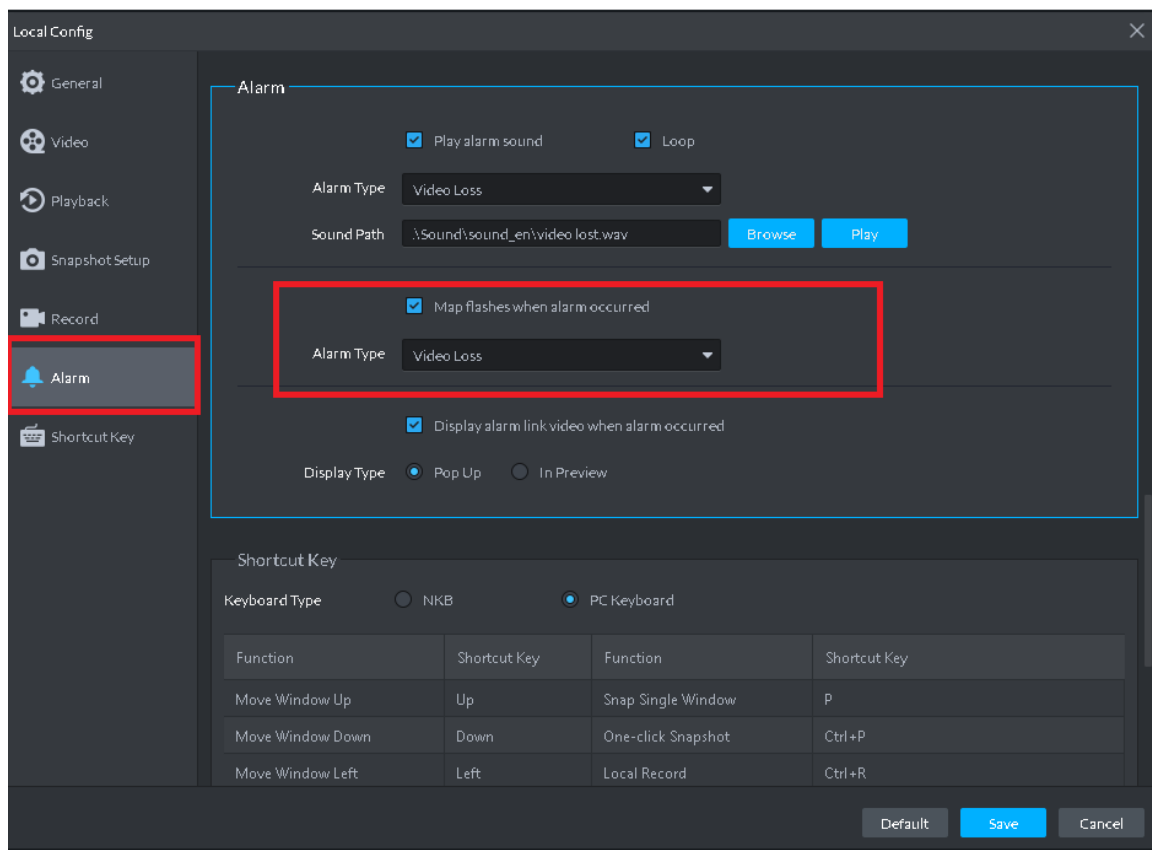 Local Config
General
Video
Playback
Snapshot Setup
Record
Alarm
Shortcut Key
Alarm
Play alarm sound Loop
Alarm Type Video Loss
Sound Path .\Sound\sound_en\video lost.wav Browse Play
Map flashes when alarm occurred
Alarm Type Video Loss
Display alarm link video when alarm occurred
Display Type Pop Up In Preview
Shortcut Key
Keyboard Type NKB PC Keyboard
Function Shortcut Key Function Shortcut Key
Move Window Up Up Snap Single Window P
Move Window Down Down One-click Snapshot Ctrl+P
Move Window Left Left Local Record Ctrl+R
Default Save Cancel